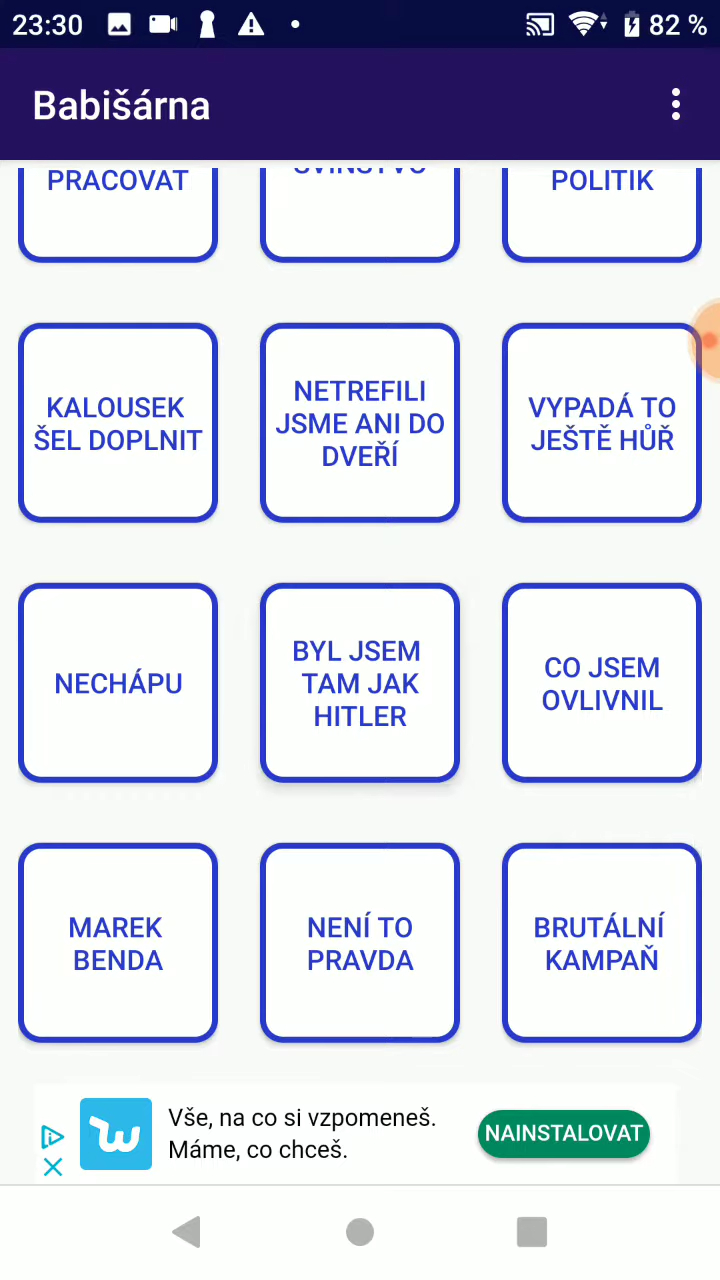 23:30
82 %
Babišárna
PRACOVAT
SVINSTVO
POLITIK
KALOUSEK
ŠEL DOPLNIT
NETREFILI
JSME ANI DO
DVEŘÍ
VYPADÁ TO
JEŠTĚ HŮŘ
NECHÁPU
BYL JSEM
TAM JAK
HITLER
CO JSEM
OVLIVNIL
MAREK
BENDA
NENÍ TO
PRAVDA
BRUTÁLNÍ
KAMPAŇ
Vše, na co si vzpomeneš.
Máme, co chceš.
NAINSTALOVAT